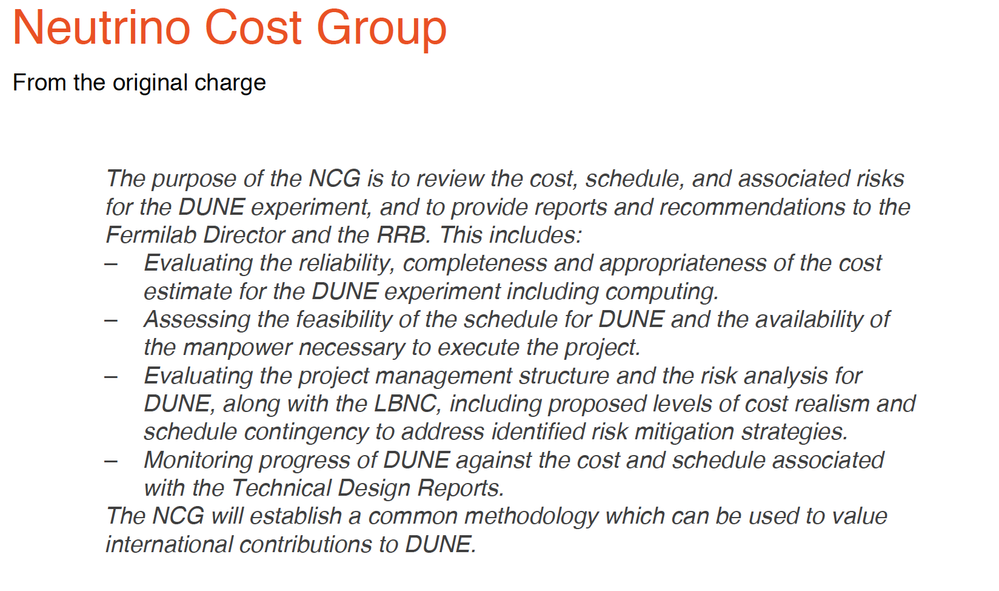 Neutrino Cost Group
From the original charge
The purpose of the NCG is to review the cost, schedule, and associated risks
for the DUNE experiment, and to provide reports and recommendations to the
Fermilab Director and the RRB. This includes:
– Evaluating the reliability, completeness and appropriateness of the cost
estimate for the DUNE experiment including computing.
– Assessing the feasibility of the schedule for DUNE and the availability of
the manpower necessary to execute the project.
– Evaluating the project management structure and the risk analysis for
DUNE, along with the LBNC, including proposed levels of cost realism and
schedule contingency to address identified risk mitigation strategies.
– Monitoring progress of DUNE against the cost and schedule associated
with the Technical Design Reports.
The NCG will establish a common methodology which can be used to value
international contributions to DUNE.